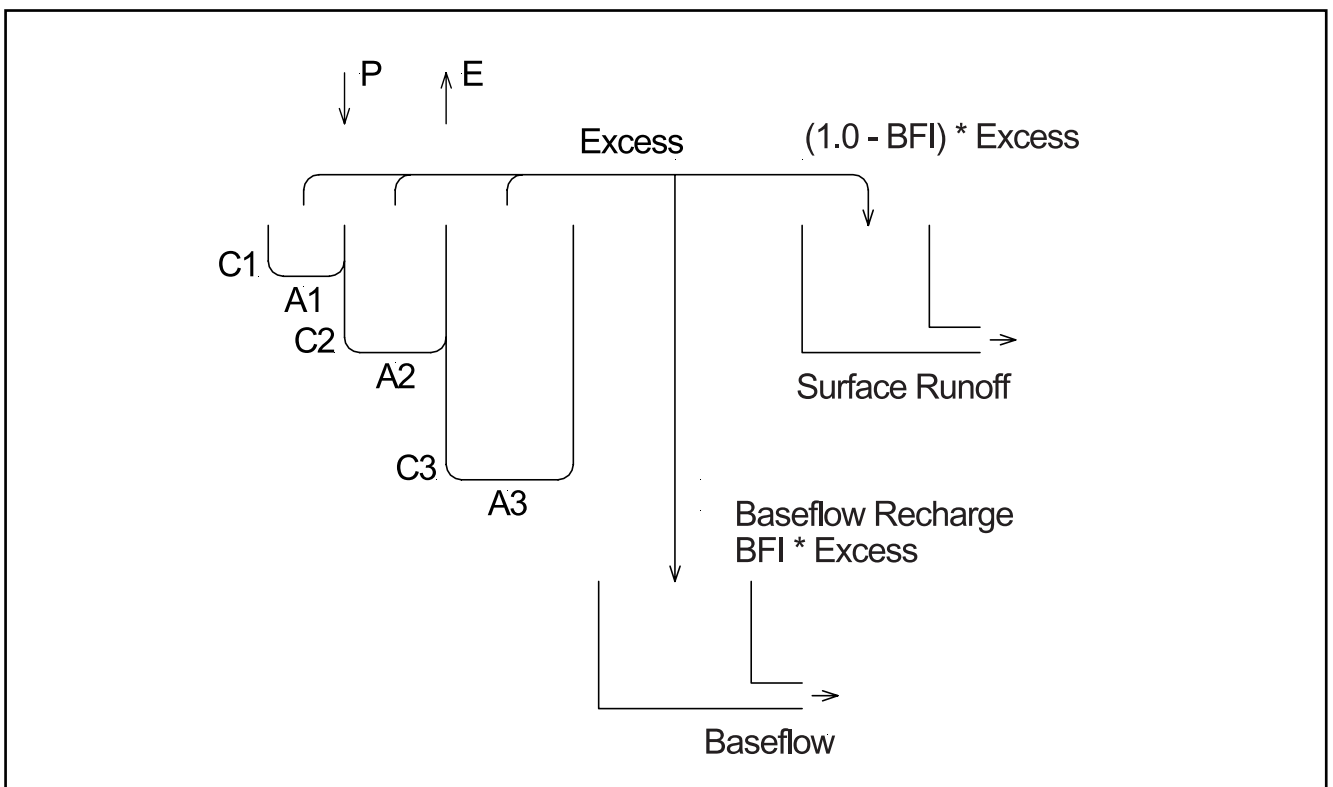 P
E
Excess
(1.0 - BFI) * Excess
C1
A1
C2
A2
Surface Runoff
C3
A3
Baseflow Recharge
BFI * Excess
Baseflow